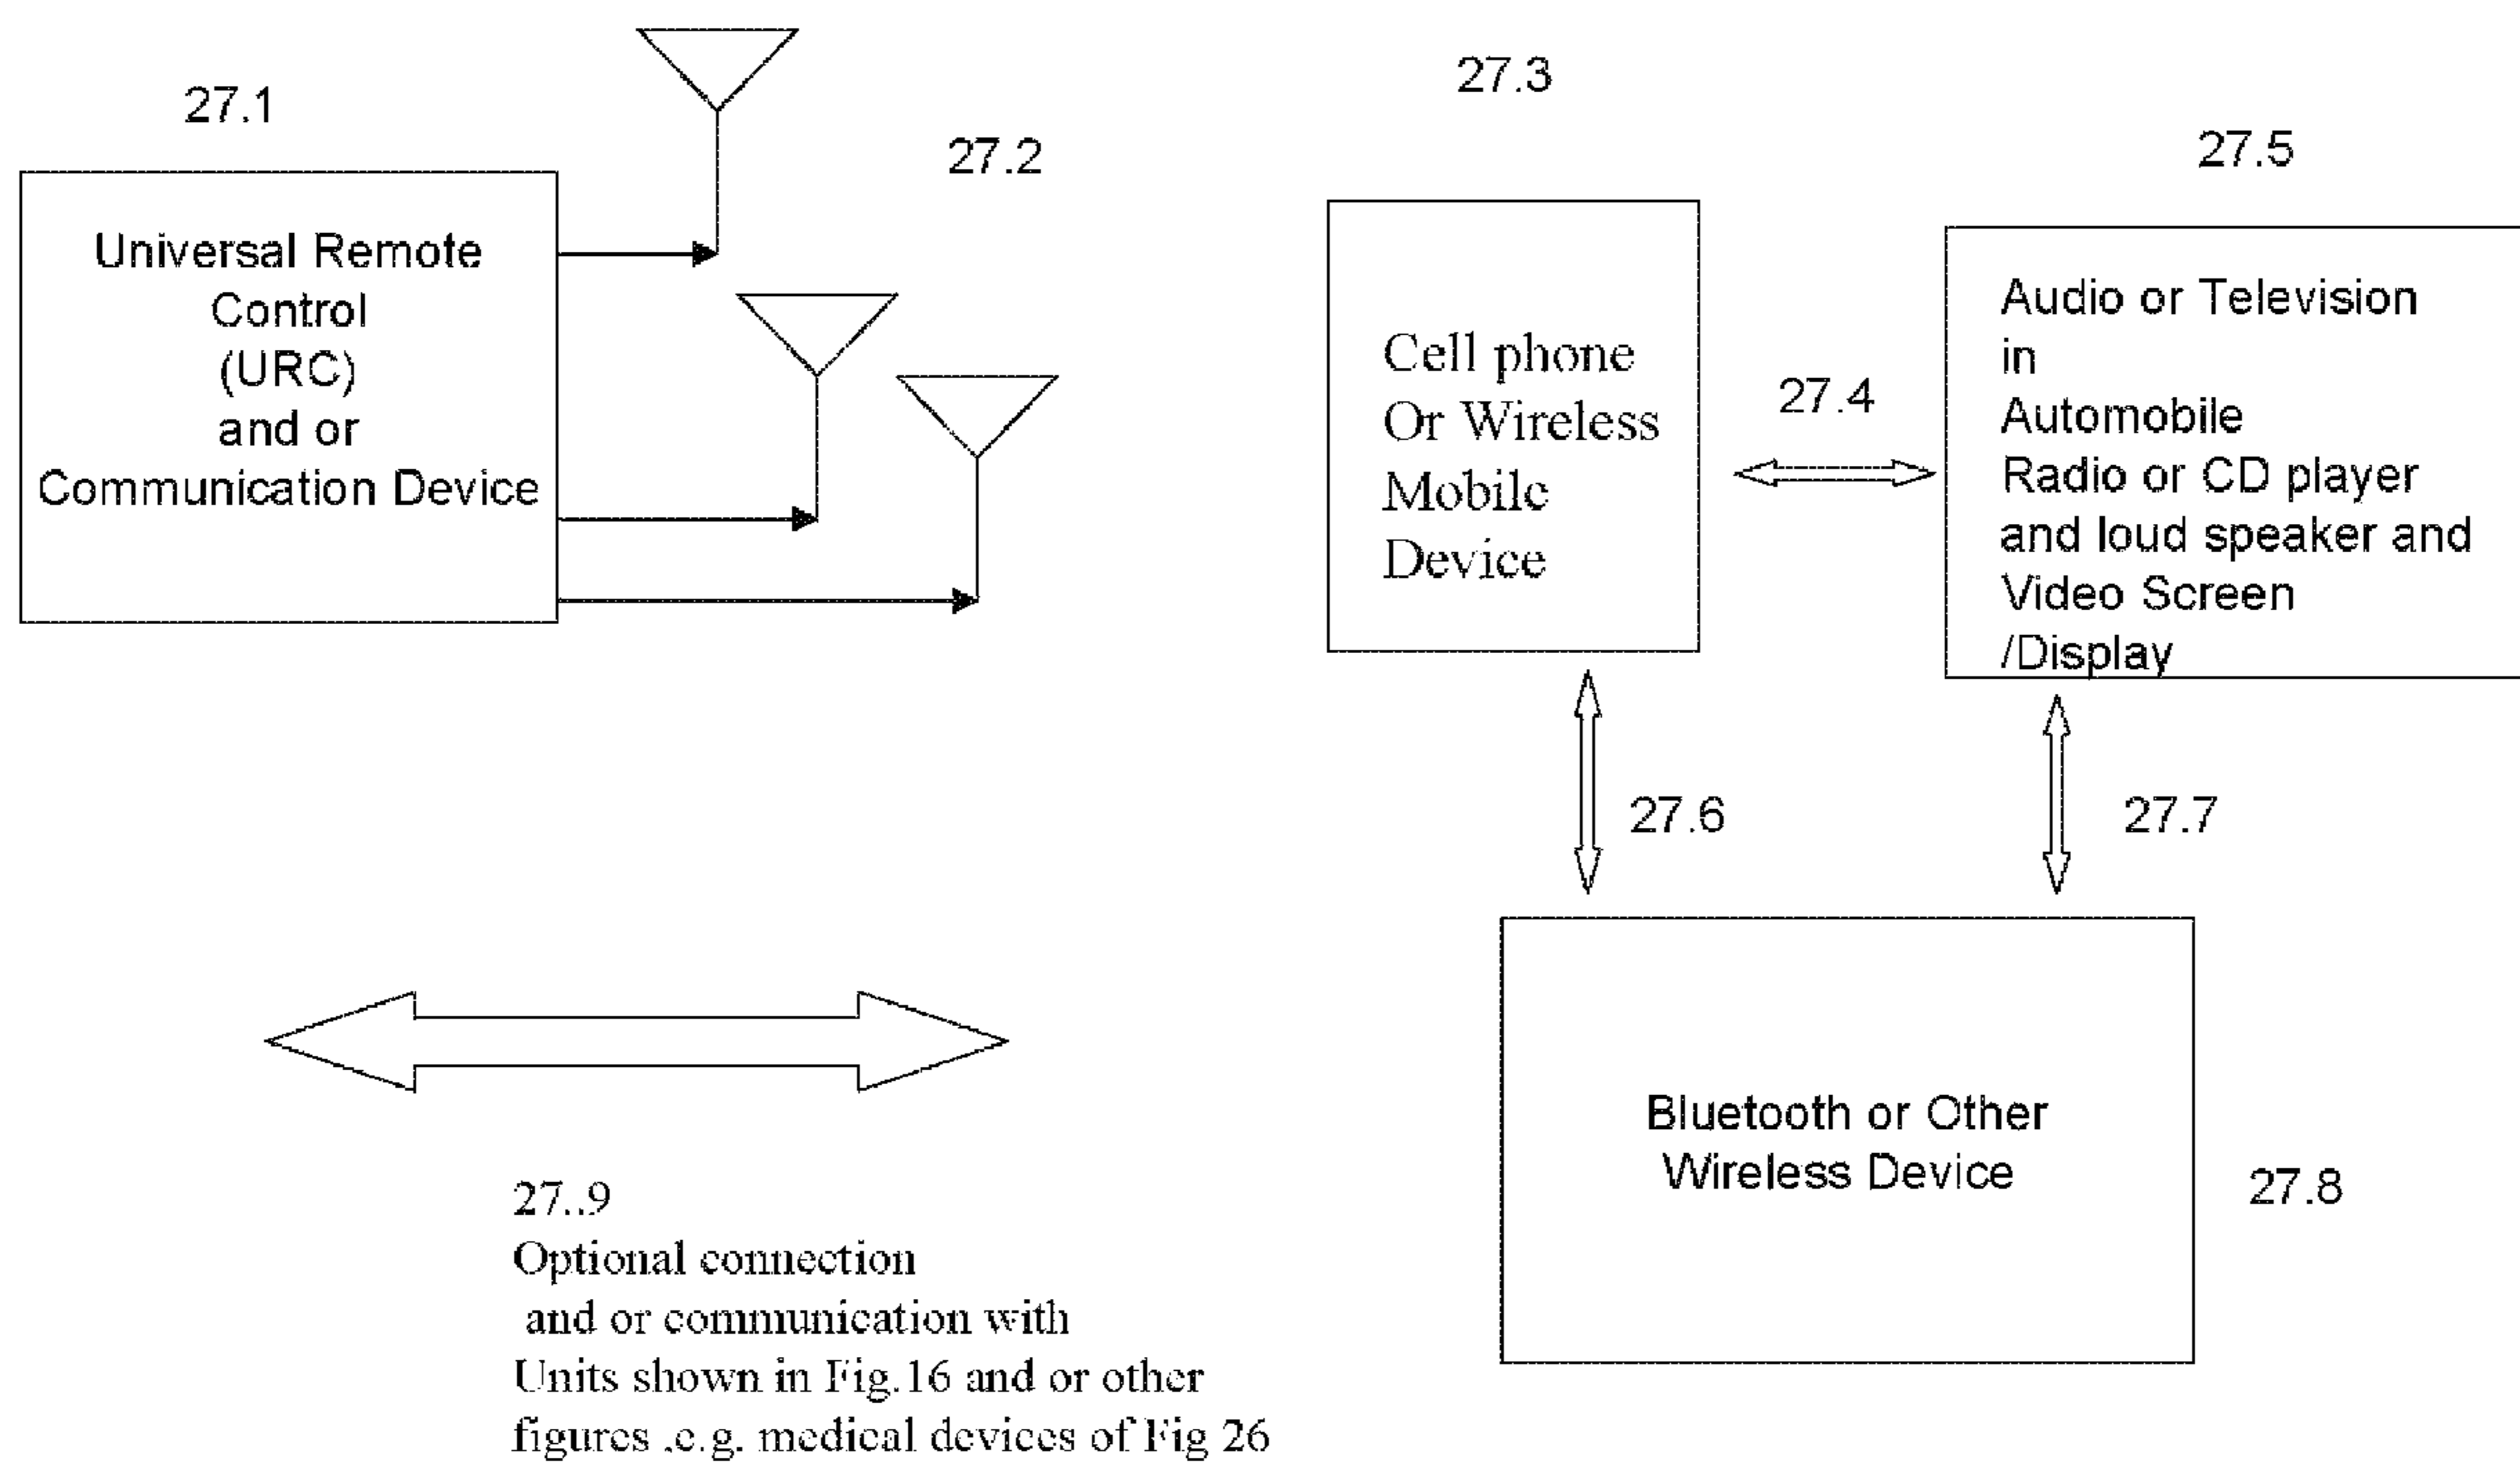 27.1
Universal Remote
Control
(URC)
and or
Communication Device
27.2
27.3
Cell phone
Or Wireless
Mobile
Device
27.4
27.5
Audio or Television
in
Automobile
Radio or CD player
and loud speaker and
Video Screen
/Display
27.6
27.7
Bluetooth or Other
Wireless Device
27.8
27..9
Optional connection
and or communication with
Units shown in Fig.16 and or other
figures .e.g. medical devices of Fig 26